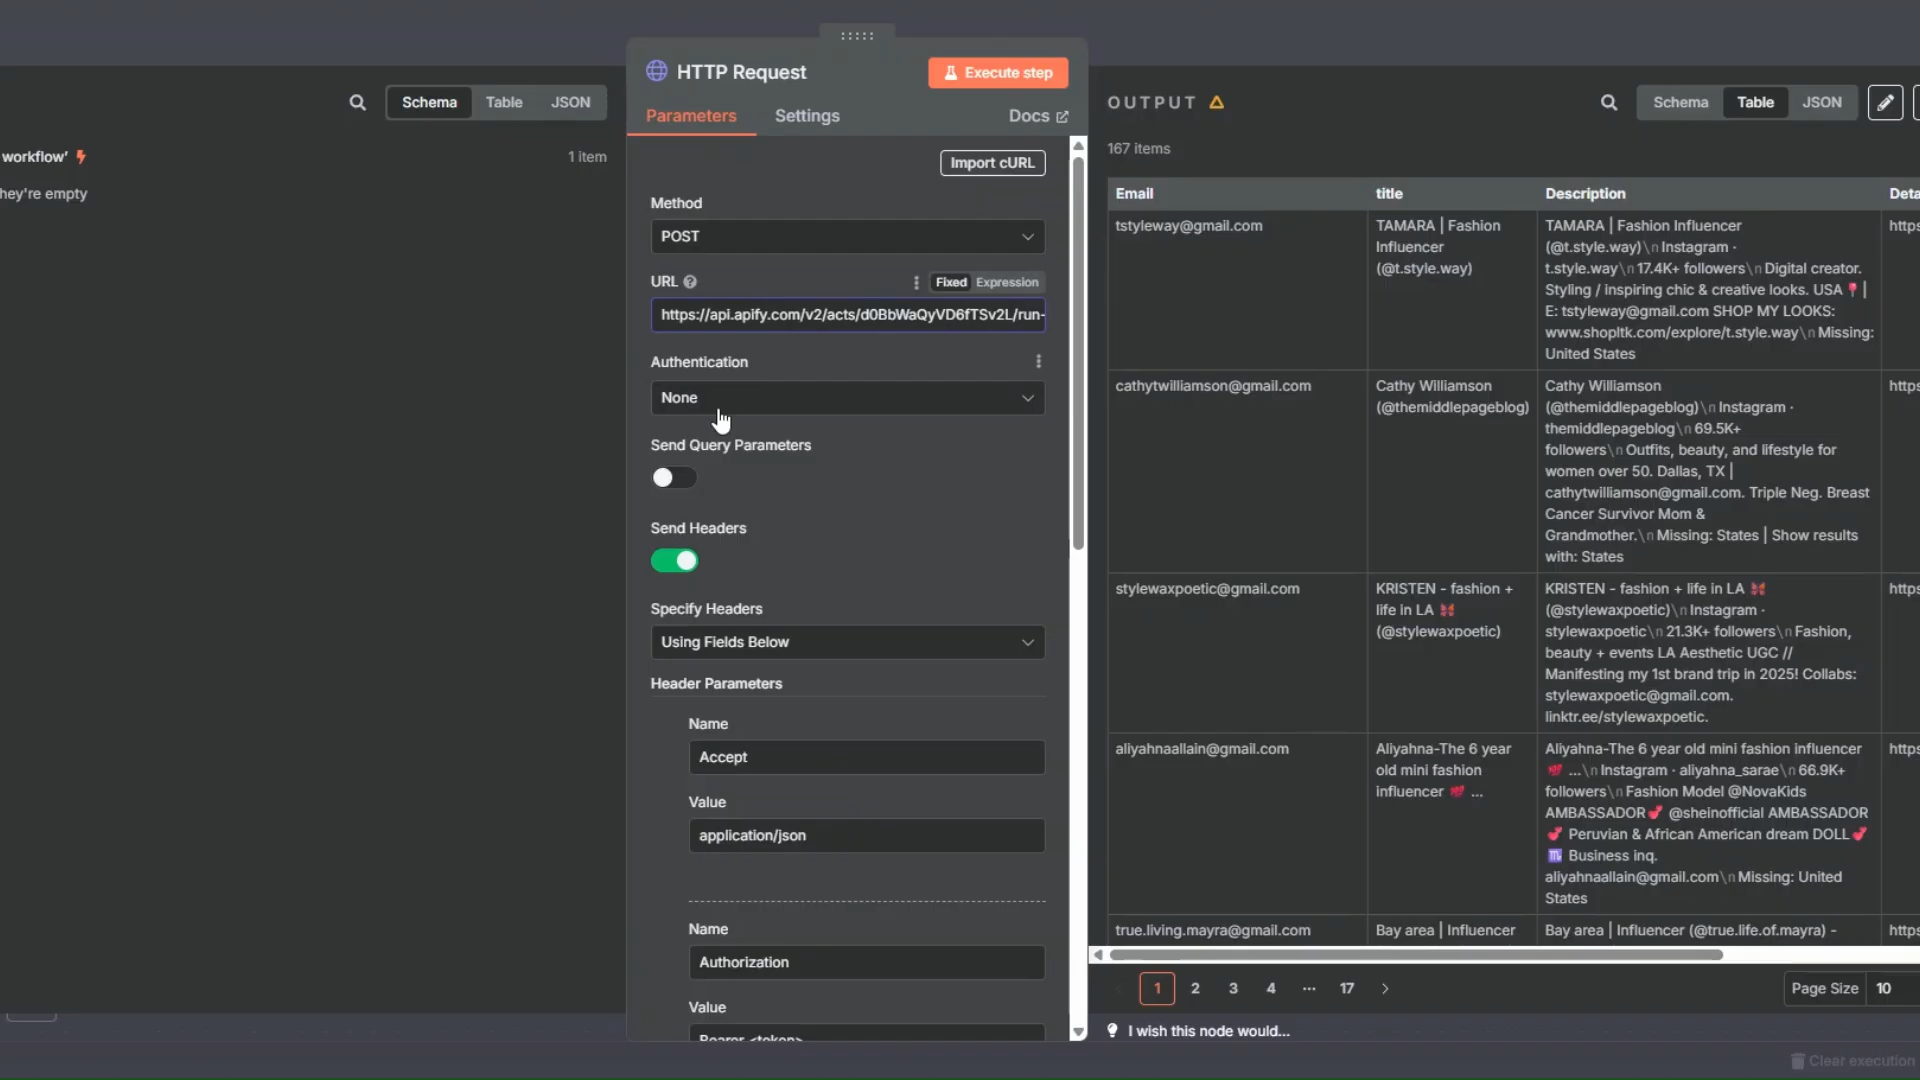 Schema
Table
JSON
workflow'
1 item
hey're empty
HTTP Request
Execute step
Parameters
Settings
Docs
Import cURL
Method
POST
URL
Fixed
Expression
https://api.apify.com/v2/acts/d0BbWaQyVD6fTSv2L/run-
Authentication
None
Send Query Parameters
Send Headers
Specify Headers
Using Fields Below
Header Parameters
Name
Accept
Value
application/json
Name
Authorization
Value
Bearer <token>
OUTPUT
Schema
Table
JSON
167 items
Email
title
Description
Deta
tstyleway@gmail.com
TAMARA | Fashion
Influencer
(@t.style.way)
TAMARA | Fashion Influencer
(@t.style.way)\n Instagram ·
t.style.way\n 17.4K+ followers\n Digital creator.
Styling / inspiring chic & creative looks. USA📍|
E: tstyleway@gmail.com SHOP MY LOOKS:
www.shopltk.com/explore/t.style.way\n Missing:
United States
https
cathytwilliamson@gmail.com
Cathy Williamson
(@themiddlepageblog)
Cathy Williamson
(@themiddlepageblog)\n Instagram ·
themiddlepageblog\n 69.5K+
followers\n Outfits, beauty, and lifestyle for
women over 50. Dallas, TX |
cathytwilliamson@gmail.com. Triple Neg. Breast
Cancer Survivor Mom &
Grandmother.\n Missing: States | Show results
with: States
https
stylewaxpoetic@gmail.com
KRISTEN - fashion +
life in LA
(@stylewaxpoetic)
KRISTEN - fashion + life in LA
(@stylewaxpoetic)\n Instagram ·
stylewaxpoetic\n 21.3K+ followers\n Fashion,
beauty + events LA Aesthetic UGC //
Manifesting my 1st brand trip in 2025! Collabs:
stylewaxpoetic@gmail.com.
linktr.ee/stylewaxpoetic.
https
aliyahnaallain@gmail.com
Aliyahna-The 6 year
old mini fashion
influencer 💯 ...
Aliyahna-The 6 year old mini fashion influencer
💯 ...\n Instagram · aliyahna_sarae\n 66.9K+
followers\n Fashion Model @NovaKids
AMBASSADOR💕 @sheinofficial AMBASSADOR
💕 Peruvian & African American dream DOLL💕
♏ Business inq.
aliyahnaallain@gmail.com\n Missing: United
States
https
true.living.mayra@gmail.com
Bay area | Influencer
Bay area | Influencer (@true.life.of.mayra) -
https
1
2
3
4
...
17
Page Size
10
I wish this node would...
Clear execution